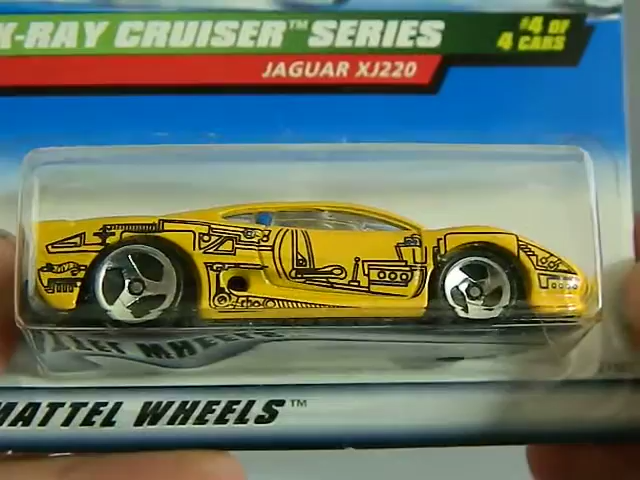 X-RAY CRUISER™ SERIES
#4 OF
4 CARS
JAGUAR XJ220
MATTEL WHEELS™